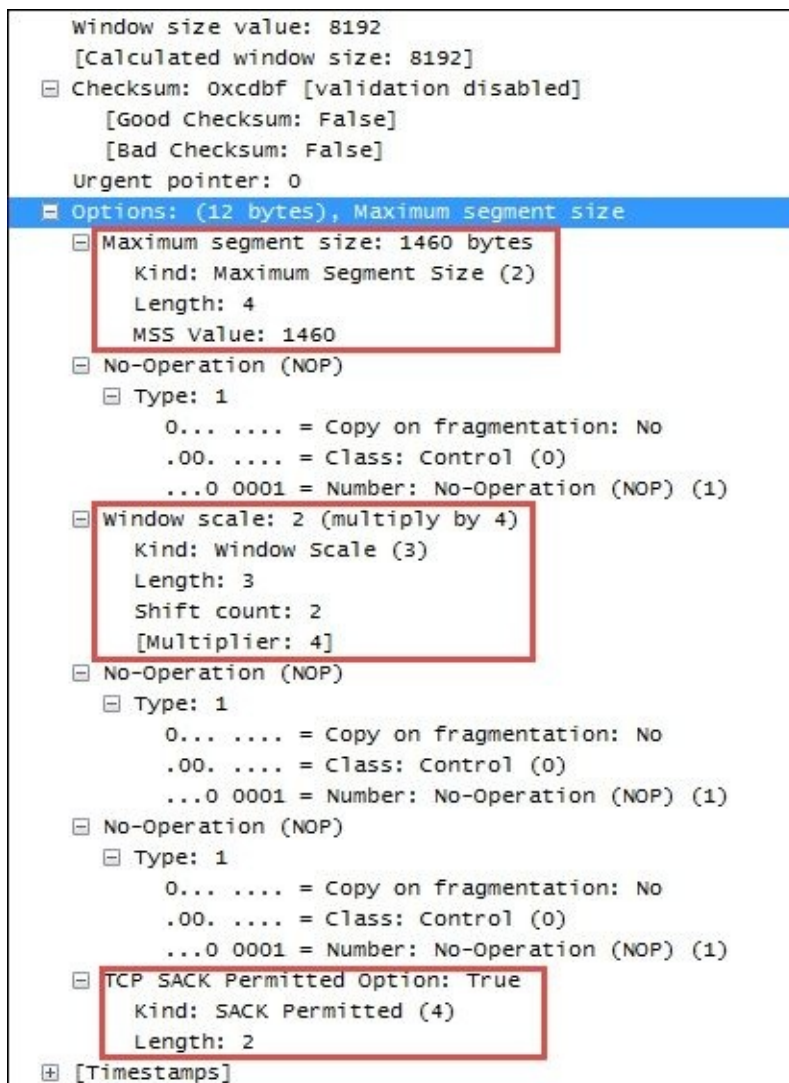 Window size value: 8192
[Calculated window size: 8192]
Checksum: 0xcdbf [validation disabled]
[Good Checksum: False]
[Bad Checksum: False]
Urgent pointer: 0
Options: (12 bytes), Maximum segment size
Maximum segment size: 1460 bytes
Kind: Maximum Segment Size (2)
Length: 4
MSS Value: 1460
No-Operation (NOP)
Type: 1
0... .... = Copy on fragmentation: No
.00. .... = Class: Control (0)
...0 0001 = Number: No-Operation (NOP) (1)
Window scale: 2 (multiply by 4)
Kind: Window Scale (3)
Length: 3
Shift count: 2
[Multiplier: 4]
No-Operation (NOP)
Type: 1
0... .... = Copy on fragmentation: No
.00. .... = Class: Control (0)
...0 0001 = Number: No-Operation (NOP) (1)
No-Operation (NOP)
Type: 1
0... .... = Copy on fragmentation: No
.00. .... = Class: Control (0)
...0 0001 = Number: No-Operation (NOP) (1)
TCP SACK Permitted Option: True
Kind: SACK Permitted (4)
Length: 2
[Timestamps]